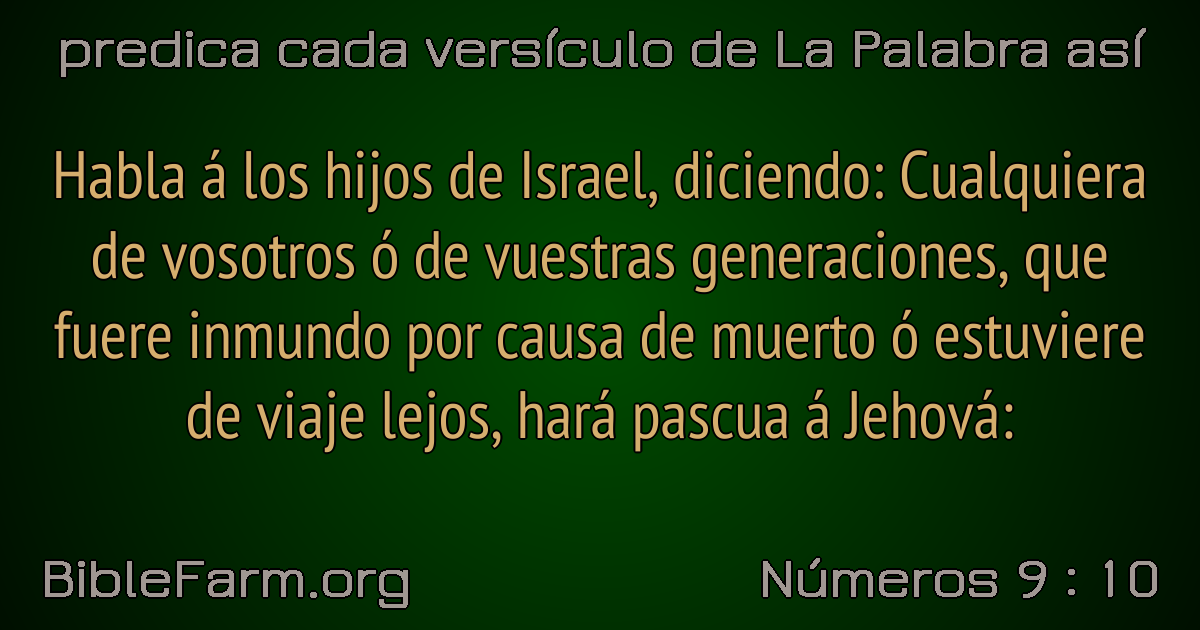 predica cada versículo de La Palabra así
Habla á los hijos de Israel, diciendo: Cualquiera
de vosotros ó de vuestras generaciones, que
fuere inmundo por causa de muerto ó estuviere
de viaje lejos, hará pascua á Jehová:
BibleFarm.org
Números 9 : 10